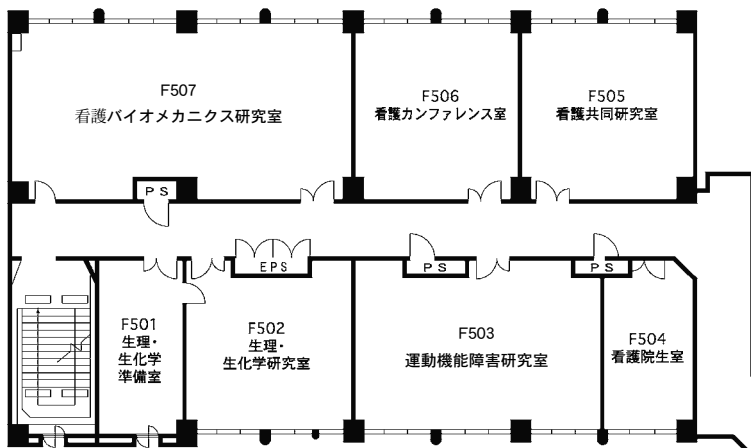 F507
看護バイオメカニクス研究室
F506
看護カンファレンス室
F505
看護共同研究室
PS
EPS
PS
PS
F501
生理・
生化学
準備室
F502
生理・
生化学研究室
F503
運動機能障害研究室
F504
看護院生室